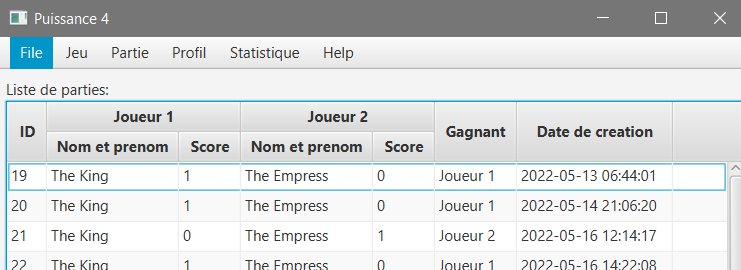 Puissance 4
File Jeu Partie Profil Statistique Help
Liste de parties:
ID Joueur 1 Joueur 2 Gagnant Date de creation
Nom et prenom Score Nom et prenom Score
19 The King 1 The Empress 0 Joueur 1 2022-05-13 06:44:01
20 The King 1 The Empress 0 Joueur 1 2022-05-14 21:06:20
21 The King 0 The Empress 1 Joueur 2 2022-05-16 12:14:17
22 The King 1 The Empress 0 Joueur 1 2022-05-16 14:22:08